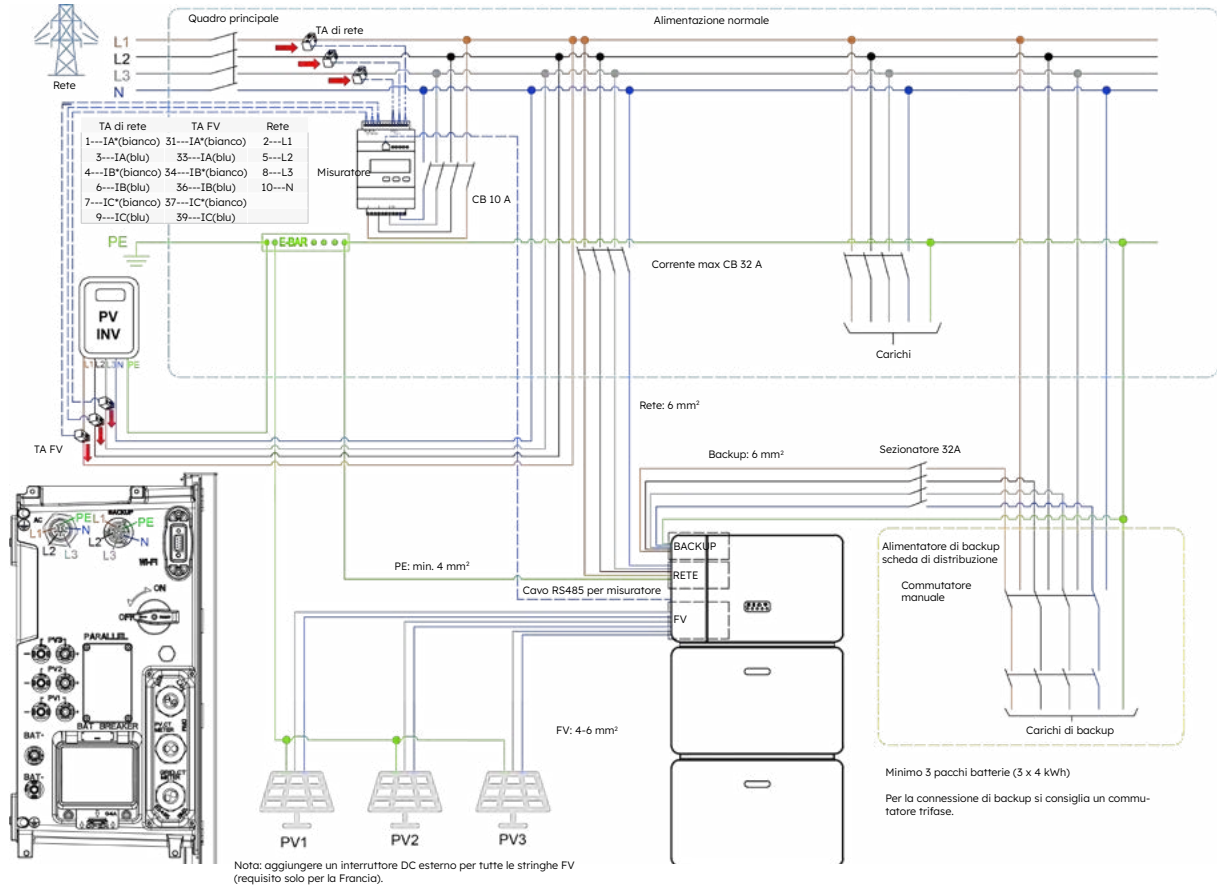 Quadro principale
Alimentazione normale
TA di rete
L1
L2
L3
N
Rete
TA di rete TA FV Rete
1---IA*(bianco) 31---IA*(bianco) 2---L1
3---IA(blu) 33---IA(blu) 5---L2
4---IB*(bianco) 34---IB*(bianco) 8---L3
6---IB(blu) 36---IB(blu) 10---N
7---IC*(bianco) 37---IC*(bianco)
9---IC(blu) 39---IC(blu)
Misuratore
CB 10 A
PE
E-BAR
Corrente max CB 32 A
PV
INV
Carichi
L1 L2 L3 N PE
Rete: 6 mm²
TA FV
Backup: 6 mm²
Sezionatore 32A
AC
BACKUP
PE
L1
PE
L1
N
L2
L3
L2
L3
N
WI-FI
BACKUP
Alimentatore di backup
scheda di distribuzione
PE: min. 4 mm²
RETE
Cavo RS485 per misuratore
Commutatore
manuale
ON
OFF
FV
PV3
PARALLEL
PV2
PV1
FV: 4-6 mm²
BAT BREAKER
BAT-
BAT-
PV-CT
METER
GRID-CT
METER
Carichi di backup
Minimo 3 pacchi batterie (3 x 4 kWh)
Per la connessione di backup si consiglia un commu-
tatore trifase.
PV1
PV2
PV3
Nota: aggiungere un interruttore DC esterno per tutte le stringhe FV
(requisito solo per la Francia).